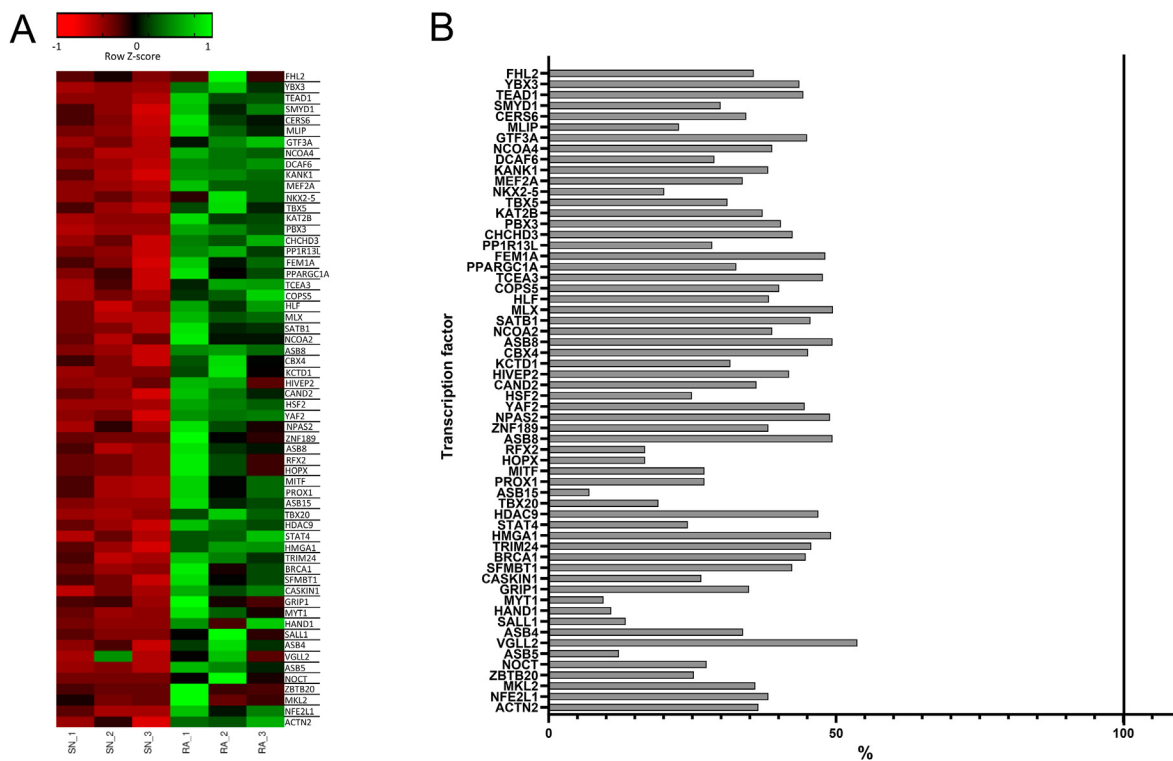 A
-1
0
1
Row Z-score
FHL2
YBX3
TEAD1
SMYD1
CERS6
MLIP
GTF3A
NCOA4
DCAF6
KANK1
MEF2A
NKX2-5
TBX5
KAT2B
PBX3
CHCHD3
PP1R13L
FEM1A
PPARGC1A
TCEA3
COPS5
HLF
MLX
SATB1
NCOA2
ASB8
CBX4
KCTD1
HIVEP2
CAND2
HSF2
YAF2
NPAS2
ZNF189
ASB8
RFX2
HOPX
MITF
PROX1
ASB15
TBX20
HDAC9
STAT4
HMGA1
TRIM24
BRCA1
SFMBT1
CASKIN1
GRIP1
MYT1
HAND1
SALL1
ASB4
VGLL2
ASB5
NOCT
ZBTB20
MKL2
NFE2L1
ACTN2
SN_1
SN_2
SN_3
RA_1
RA_2
RA_3
B
Transcription factor
FHL2
YBX3
TEAD1
SMYD1
CERS6
MLIP
GTF3A
NCOA4
DCAF6
KANK1
MEF2A
NKX2-5
TBX5
KAT2B
PBX3
CHCHD3
PP1R13L
FEM1A
PPARGC1A
TCEA3
COPS5
HLF
MLX
SATB1
NCOA2
ASB8
CBX4
KCTD1
HIVEP2
CAND2
HSF2
YAF2
NPAS2
ZNF189
ASB8
RFX2
HOPX
MITF
PROX1
ASB15
TBX20
HDAC9
STAT4
HMGA1
TRIM24
BRCA1
SFMBT1
CASKIN1
GRIP1
MYT1
HAND1
SALL1
ASB4
VGLL2
ASB5
NOCT
ZBTB20
MKL2
NFE2L1
ACTN2
0
50
100
%